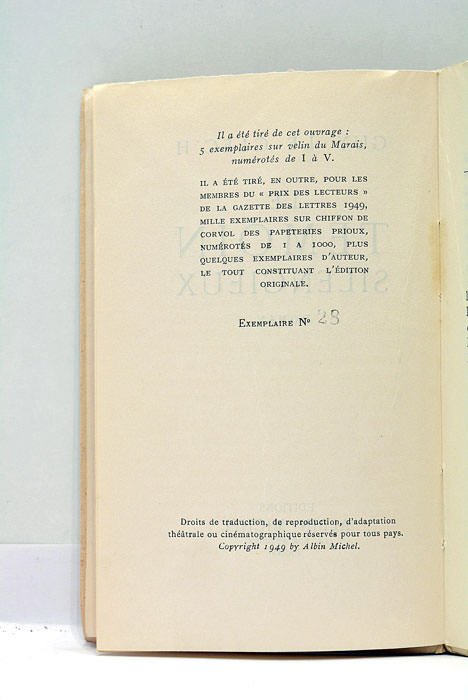 Il a été tiré de cet ouvrage :
5 exemplaires sur velin du Marais,
numérotés de I à V.
IL A ÉTÉ TIRÉ, EN OUTRE, POUR LES
MEMBRES DU « PRIX DES LECTEURS »
DE LA GAZETTE DES LETTRES 1949,
MILLE EXEMPLAIRES SUR CHIFFON DE
CORVOL DES PAPETERIES PRIOUX,
NUMÉROTÉS DE 1 A 1000, PLUS
QUELQUES EXEMPLAIRES D'AUTEUR,
LE TOUT CONSTITUANT L'ÉDITION
ORIGINALE.
EXEMPLAIRE Nº 28
Droits de traduction, de reproduction, d'adaptation
théâtrale ou cinématographique réservés pour tous pays.
Copyright 1949 by Albin Michel.